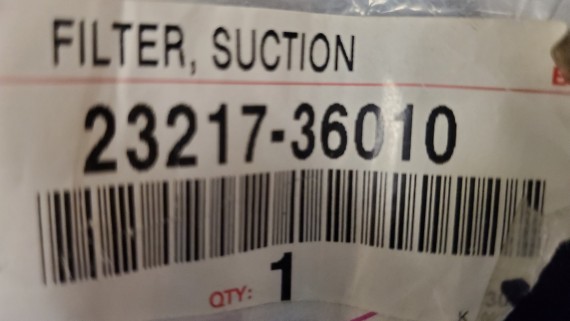 FILTER, SUCTION
23217-36010
QTY: 1
K